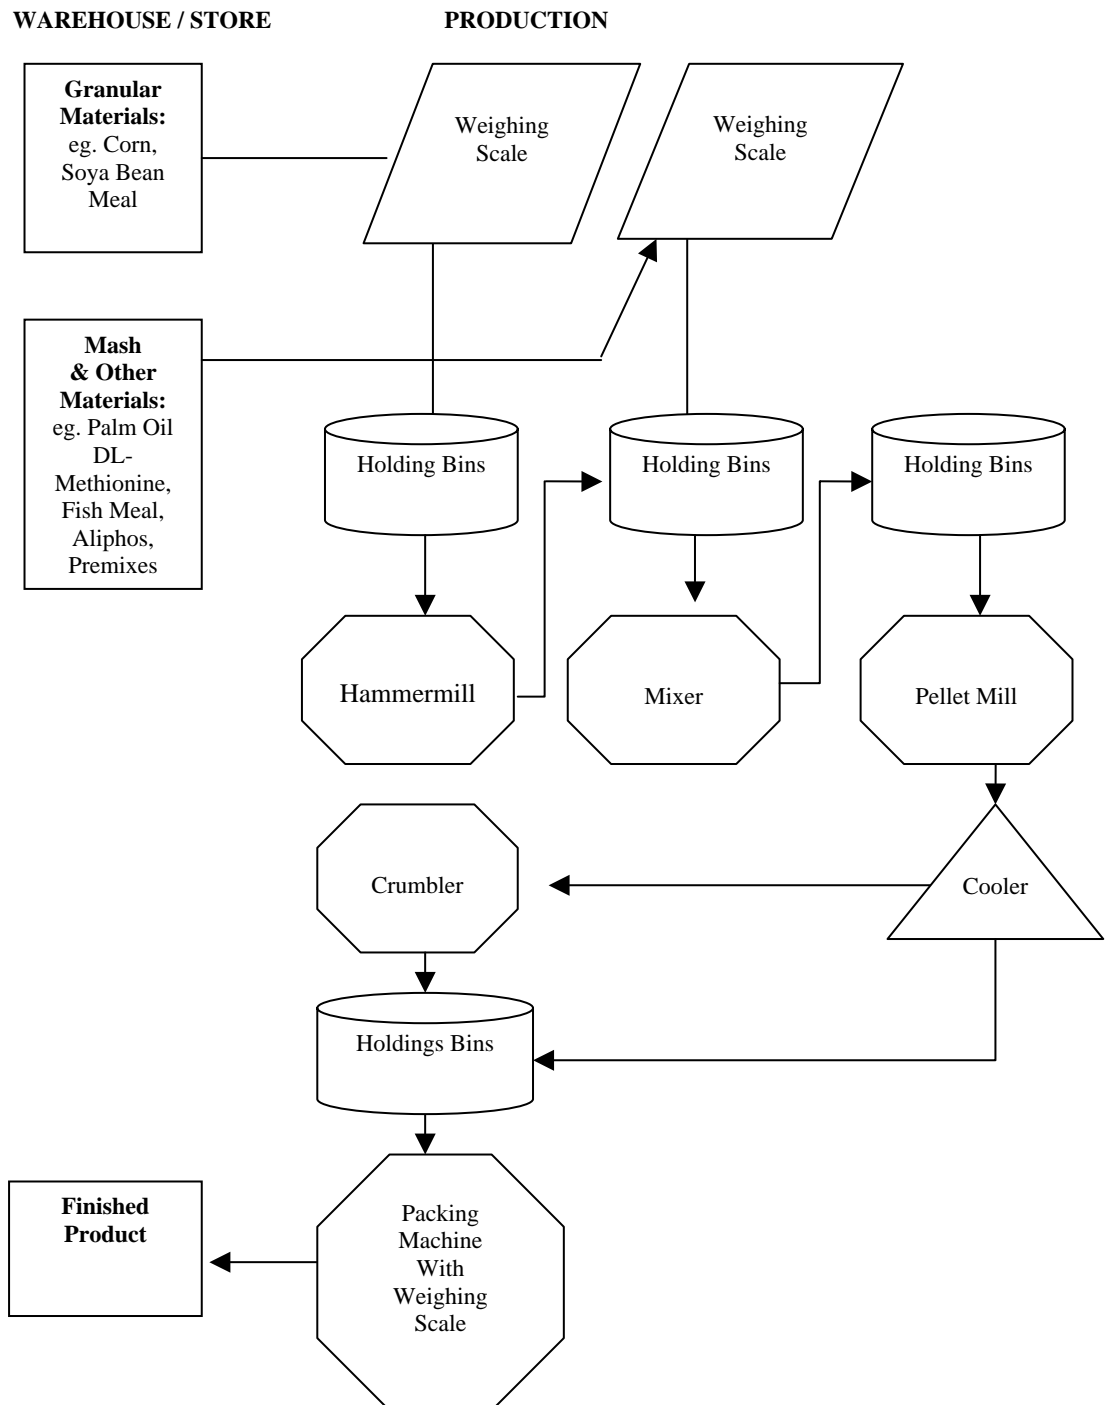 WAREHOUSE / STORE
PRODUCTION
Granular
Materials:
eg. Corn,
Soya Bean
Meal
Weighing
Scale
Weighing
Scale
Mash
& Other
Materials:
eg. Palm Oil
DL-
Methionine,
Fish Meal,
Aliphos,
Premixes
Holding Bins
Holding Bins
Holding Bins
Hammermill
Mixer
Pellet Mill
Crumbler
Cooler
Holdings Bins
Finished
Product
Packing
Machine
With
Weighing
Scale